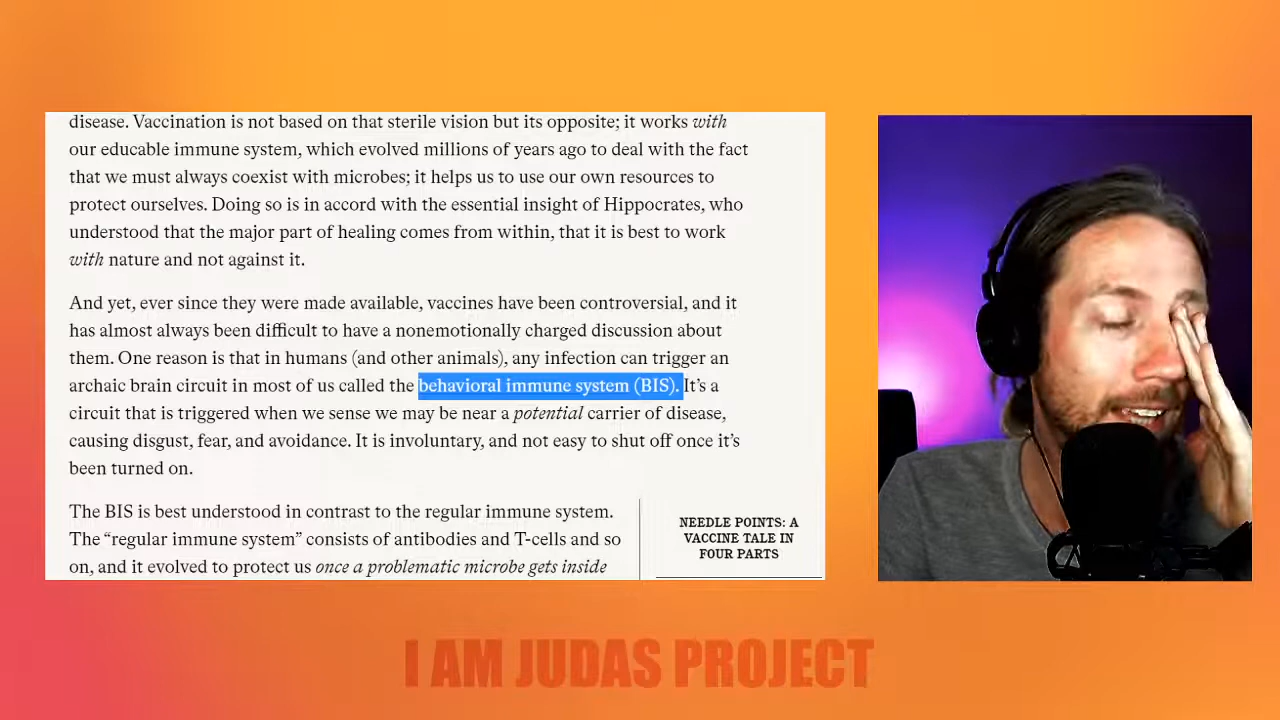 disease. Vaccination is not based on that sterile vision but its opposite; it works with
our educable immune system, which evolved millions of years ago to deal with the fact
that we must always coexist with microbes; it helps us to use our own resources to
protect ourselves. Doing so is in accord with the essential insight of Hippocrates, who
understood that the major part of healing comes from within, that it is best to work
with nature and not against it.
And yet, ever since they were made available, vaccines have been controversial, and it
has almost always been difficult to have a nonemotionally charged discussion about
them. One reason is that in humans (and other animals), any infection can trigger an
archaic brain circuit in most of us called the behavioral immune system (BIS). It’s a
circuit that is triggered when we sense we may be near a potential carrier of disease,
causing disgust, fear, and avoidance. It is involuntary, and not easy to shut off once it’s
been turned on.
The BIS is best understood in contrast to the regular immune system.
The “regular immune system” consists of antibodies and T-cells and so
on, and it evolved to protect us once a problematic microbe gets inside
NEEDLE POINTS: A
VACCINE TALE IN
FOUR PARTS
I AM JUDAS PROJECT